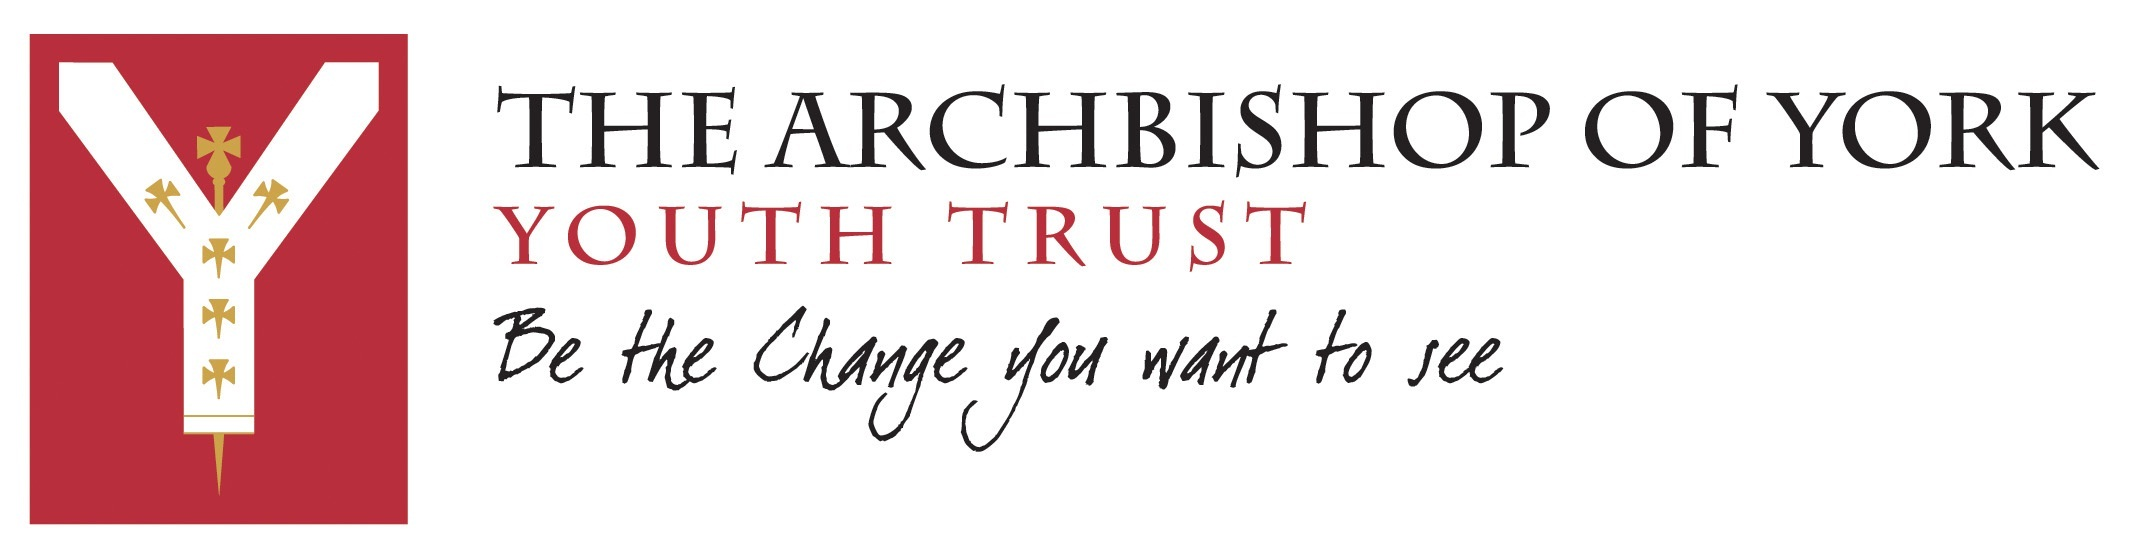 THE ARCHBISHOP OF YORK
YOUTH TRUST
Be the Change you want to see